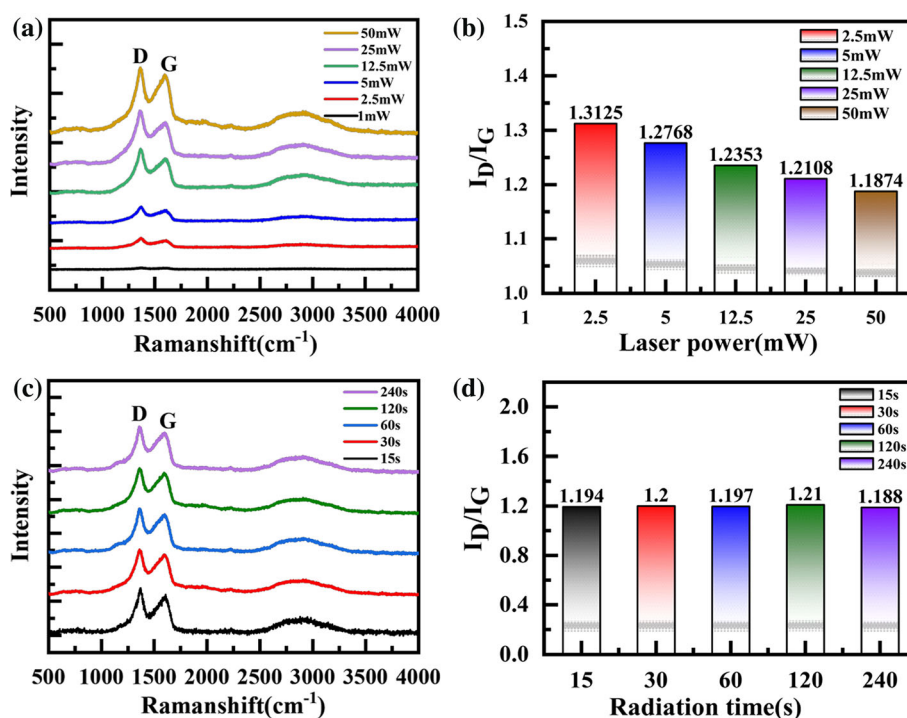 (a)
D
G
50mW
25mW
12.5mW
5mW
2.5mW
1mW
Intensity
500 1000 1500 2000 2500 3000 3500 4000
Ramanshift(cm⁻¹)
(b)
2.5mW
5mW
12.5mW
25mW
50mW
I_D/I_G
1.5
1.4
1.3
1.2
1.1
1.0
1.3125
1.2768
1.2353
1.2108
1.1874
1 2.5 5 12.5 25 50
Laser power(mW)
(c)
D
G
240s
120s
60s
30s
15s
Intensity
500 1000 1500 2000 2500 3000 3500 4000
Ramanshift(cm⁻¹)
(d)
15s
30s
60s
120s
240s
I_D/I_G
2.0
1.6
1.2
0.8
0.4
0.0
1.194
1.2
1.197
1.21
1.188
15 30 60 120 240
Radiation time(s)